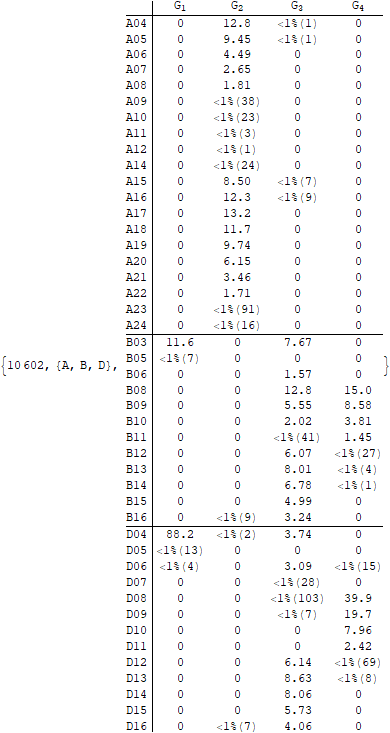 G1 G2 G3 G4
A04 0 12.8 <1%(1) 0
A05 0 9.45 <1%(1) 0
A06 0 4.49 0 0
A07 0 2.65 0 0
A08 0 1.81 0 0
A09 0 <1%(38) 0 0
A10 0 <1%(23) 0 0
A11 0 <1%(3) 0 0
A12 0 <1%(1) 0 0
A14 0 <1%(24) 0 0
A15 0 8.50 <1%(7) 0
A16 0 12.3 <1%(9) 0
A17 0 13.2 0 0
A18 0 11.7 0 0
A19 0 9.74 0 0
A20 0 6.15 0 0
A21 0 3.46 0 0
A22 0 1.71 0 0
A23 0 <1%(91) 0 0
A24 0 <1%(16) 0 0
B03 11.6 0 7.67 0
{10 602, {A, B, D}, B05 <1%(7) 0 0 0 }
B06 0 0 1.57 0
B08 0 0 12.8 15.0
B09 0 0 5.55 8.58
B10 0 0 2.02 3.81
B11 0 0 <1%(41) 1.45
B12 0 0 6.07 <1%(27)
B13 0 0 8.01 <1%(4)
B14 0 0 6.78 <1%(1)
B15 0 0 4.99 0
B16 0 <1%(9) 3.24 0
D04 88.2 <1%(2) 3.74 0
D05 <1%(13) 0 0 0
D06 <1%(4) 0 3.09 <1%(15)
D07 0 0 <1%(28) 0
D08 0 0 <1%(103) 39.9
D09 0 0 <1%(7) 19.7
D10 0 0 0 7.96
D11 0 0 0 2.42
D12 0 0 6.14 <1%(69)
D13 0 0 8.63 <1%(8)
D14 0 0 8.06 0
D15 0 0 5.73 0
D16 0 <1%(7) 4.06 0